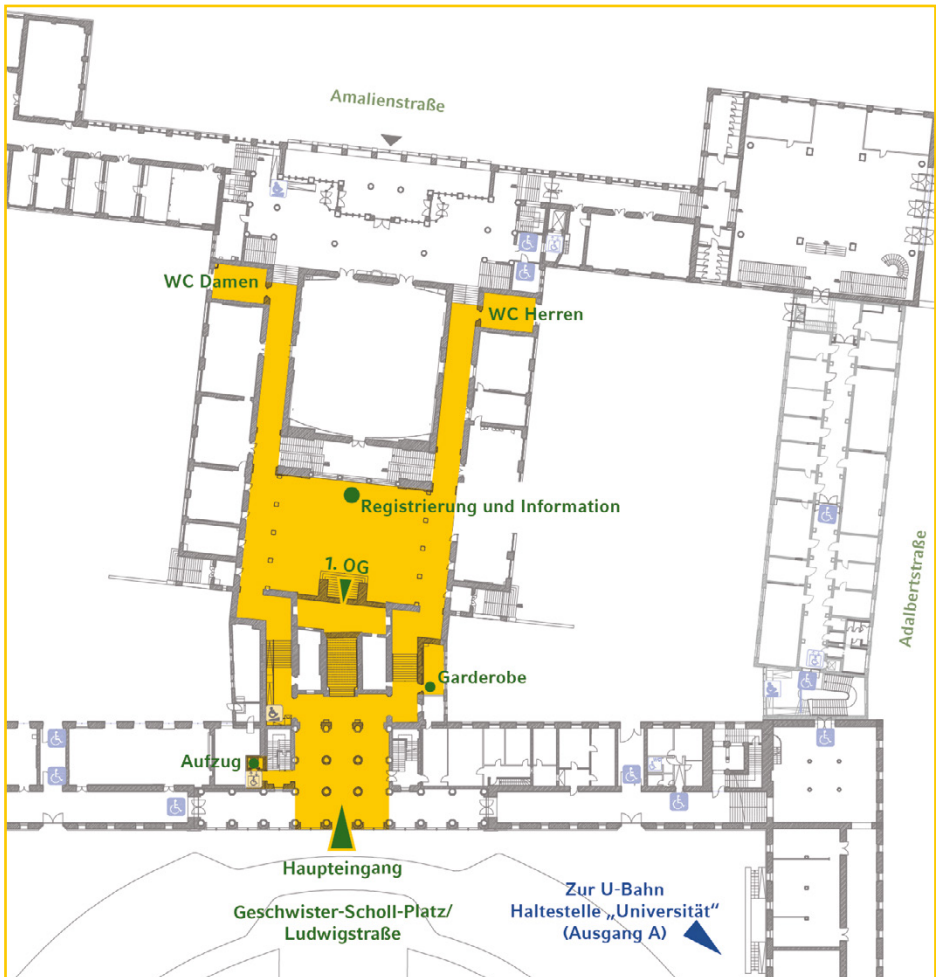 Amalienstraße
WC Damen
WC Herren
Registrierung und Information
1. OG
Adalbertstraße
Garderobe
Aufzug
Haupteingang
Geschwister-Scholl-Platz/
Ludwigstraße
Zur U-Bahn
Haltestelle „Universität“
(Ausgang A)